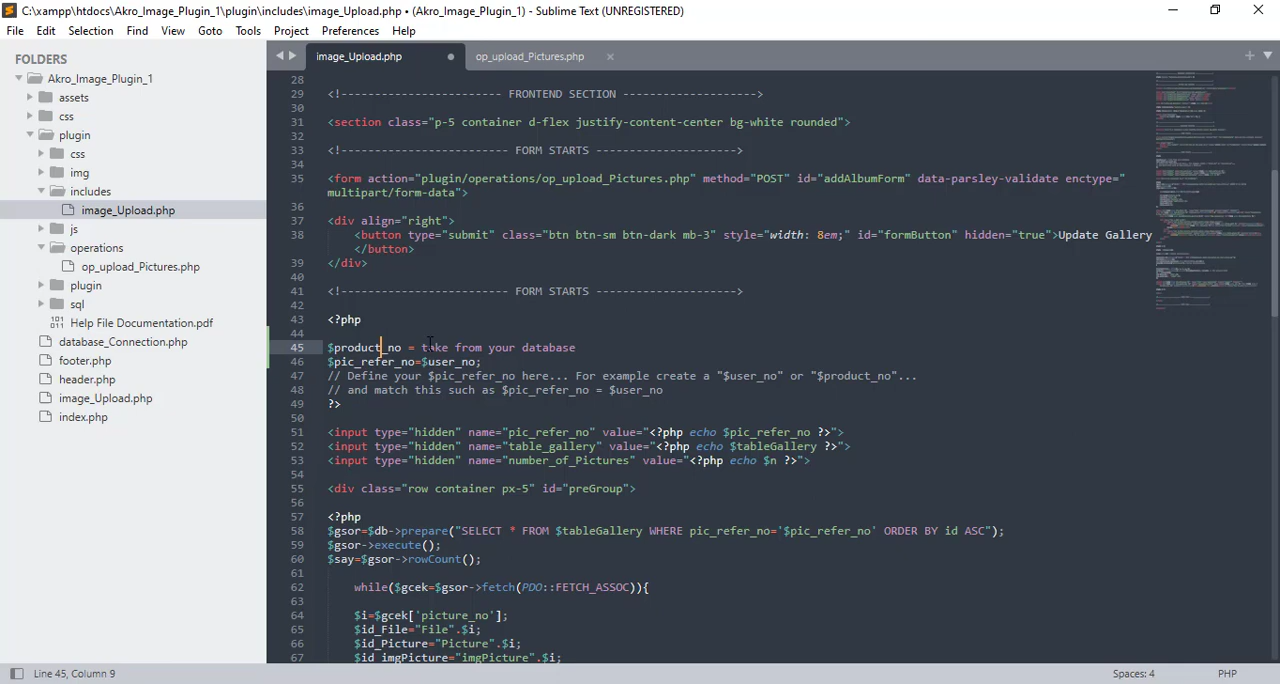 C:\xampp\htdocs\Akro_Image_Plugin_1\plugin\includes\image_Upload.php • (Akro_Image_Plugin_1) - Sublime Text (UNREGISTERED)
File Edit Selection Find View Goto Tools Project Preferences Help
FOLDERS
Akro_Image_Plugin_1
assets
css
plugin
css
img
includes
image_Upload.php
js
operations
op_upload_Pictures.php
plugin
sql
Help File Documentation.pdf
database_Connection.php
footer.php
header.php
image_Upload.php
index.php
image_Upload.php op_upload_Pictures.php
28
29 <!---------------------- FRONTEND SECTION -------------------->
30
31 <section class="p-5 container d-flex justify-content-center bg-white rounded">
32
33 <!----------------------- FORM STARTS --------------------->
34
35 <form action="plugin/operations/op_upload_Pictures.php" method="POST" id="addAlbumForm" data-parsley-validate enctype="
multipart/form-data">
36
37 <div align="right">
38 <button type="submit" class="btn btn-sm btn-dark mb-3" style="width: 8em;" id="formButton" hidden="true">Update Gallery
</button>
39 </div>
40
41 <!----------------------- FORM STARTS --------------------->
42
43 <?php
44
45 $product_no = take from your database
46 $pic_refer_no=$user_no;
47 // Define your $pic_refer_no here... For example create a "$user_no" or "$product_no"...
48 // and match this such as $pic_refer_no = $user_no
49 ?>
50
51 <input type="hidden" name="pic_refer_no" value="<?php echo $pic_refer_no ?>">
52 <input type="hidden" name="table_gallery" value="<?php echo $tableGallery ?>">
53 <input type="hidden" name="number_of_Pictures" value="<?php echo $n ?>">
54
55 <div class="row container px-5" id="preGroup">
56
57 <?php
58 $gsor=$db->prepare("SELECT * FROM $tableGallery WHERE pic_refer_no='$pic_refer_no' ORDER BY id ASC");
59 $gsor->execute();
60 $say=$gsor->rowCount();
61
62 while($gcek=$gsor->fetch(PDO::FETCH_ASSOC)){
63
64 $i=$gcek['picture_no'];
65 $id_File="File".$i;
66 $id_Picture="Picture".$i;
67 $id_imgPicture="imgPicture".$i;
Line 45, Column 9 Spaces: 4 PHP